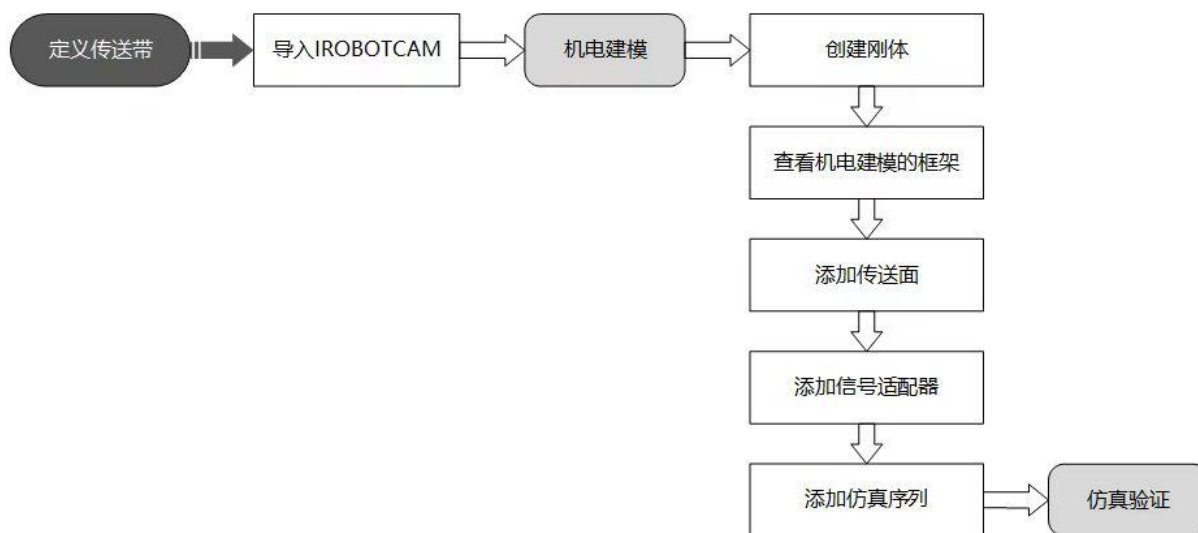 定义传送带
导入IROBOTCAM
机电建模
创建刚体
查看机电建模的框架
添加传送面
添加信号适配器
添加仿真序列
仿真验证